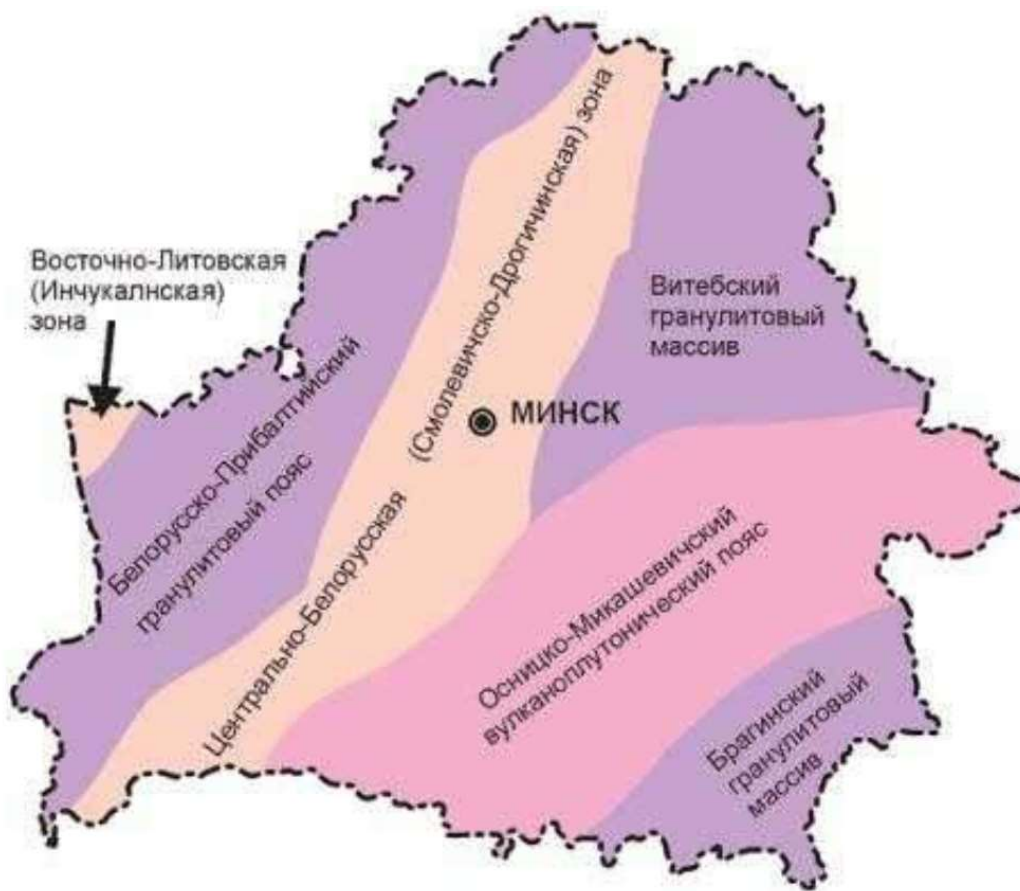 Восточно-Литовская
(Инчукалнская)
зона
Белорусско-Прибалтийский
гранулитовый пояс
Центрально-Белорусская (Смолевичско-Дрогичинская) зона
Витебский
гранулитовый
массив
МИНСК
Осницко-Микашевичский
вулканоплутонический пояс
Брагинский
гранулитовый
массив